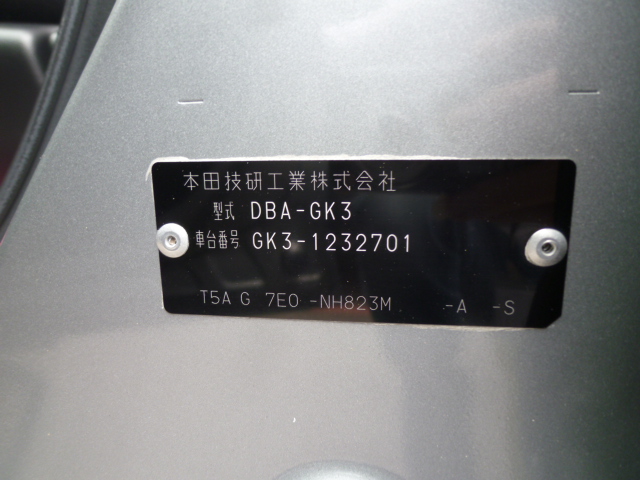 本田技研工業株式会社
型式 DBA-GK3
車台番号 GK3-1232701
T5A G 7E0 -NH823M -A -S